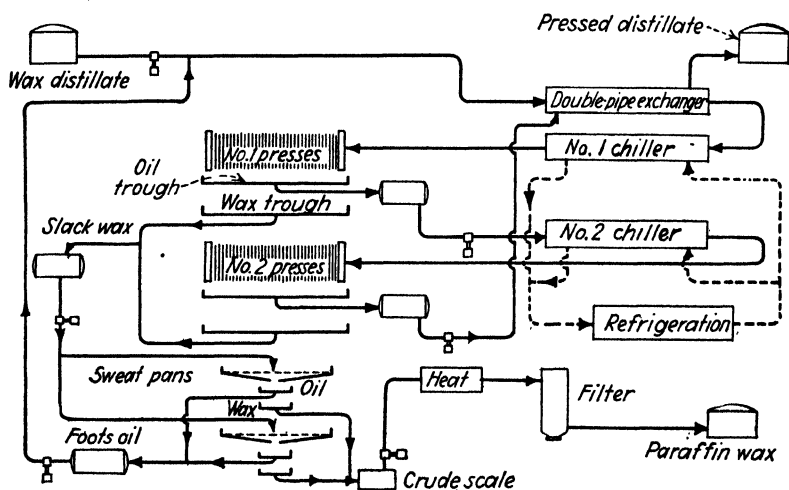 Pressed distillate
Wax distillate
Double-pipe exchanger
No. 1 presses
No. 1 chiller
Oil
trough
Wax trough
Slack wax
No. 2 chiller
No. 2 presses
Refrigeration
Sweat pans
Oil
Heat
Filter
Wax
Foots oil
Paraffin wax
Crude scale